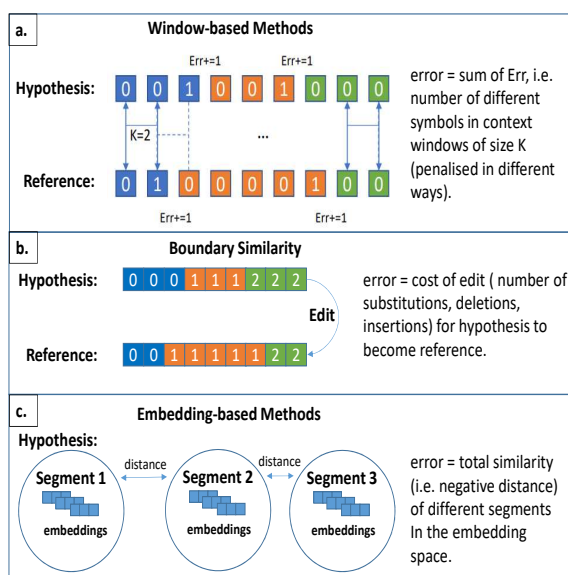 a.
Window-based Methods
Err+=1 Err+=1
Hypothesis: 0 0 1 0 0 1 0 0 0
K=2
...
Reference: 0 1 0 0 0 0 1 0 0
Err+=1 Err+=1
error = sum of Err, i.e.
number of different
symbols in context
windows of size K
(penalised in different
ways).
b.
Boundary Similarity
Hypothesis: 0 0 0 1 1 1 2 2 2
Edit
Reference: 0 0 1 1 1 1 1 2 2
error = cost of edit ( number of
substitutions, deletions,
insertions) for hypothesis to
become reference.
c.
Embedding-based Methods
Hypothesis:
Segment 1 distance Segment 2 distance Segment 3
embeddings embeddings embeddings
error = total similarity
(i.e. negative distance)
of different segments
In the embedding
space.